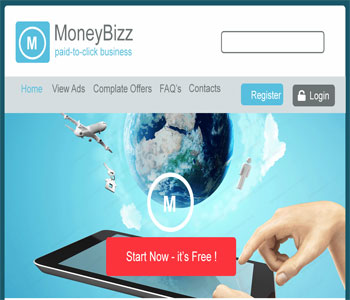 M
MoneyBizz
paid-to-click business
Home View Ads Complate Offers FAQ's Contacts
Register
Login
M
Start Now - it's Free !